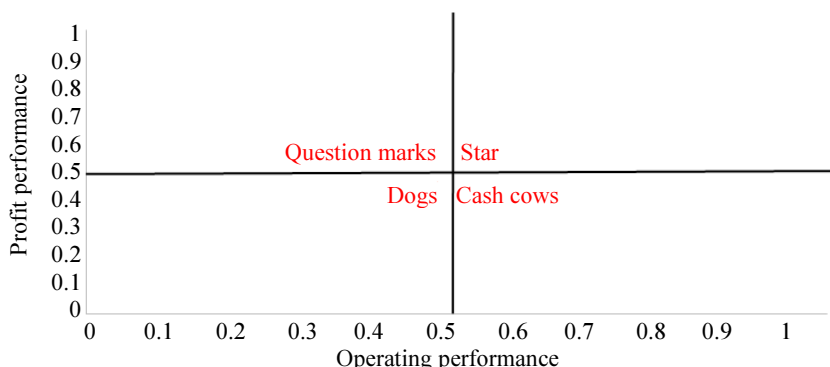 1
0.9
0.8
0.7
0.6
0.5
0.4
0.3
0.2
0.1
0
Profit performance
Question marks
Star
Dogs
Cash cows
0 0.1 0.2 0.3 0.4 0.5 0.6 0.7 0.8 0.9 1
Operating performance